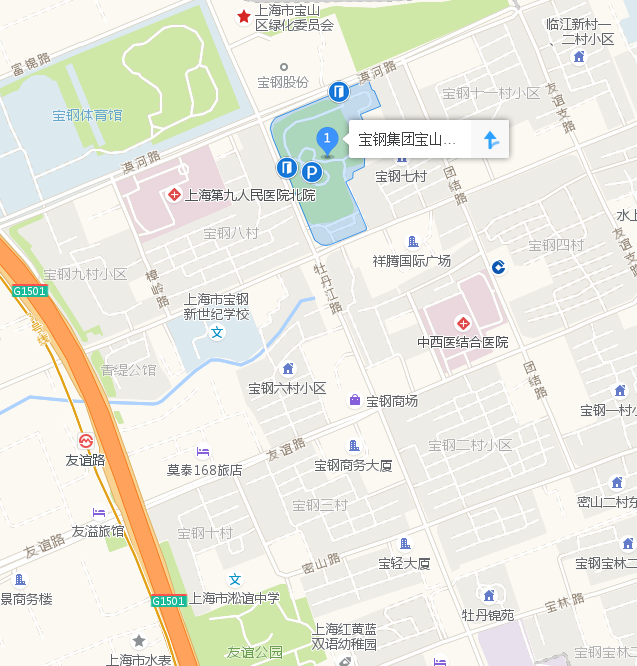 上海市宝山
区绿化委员会
临江新村一
二村小区
富锦路
宝钢股份
漠河路
宝钢十一村小区
友谊支路
宝钢体育馆
1
宝钢集团宝山...
漠河路
P
宝钢七村
团结路
上海第九人民医院北院
水上
宝钢八村
宝钢四村
祥腾国际广场
友谊支路
宝钢九村小区
樟岭路
牡丹江路
G1501
上海市宝钢
新世纪学校
文
号线
中西医结合医院
香缇公馆
团结路
宝钢六村小区
宝钢商场
宝钢一村小
友谊路
友谊路
宝钢二村小区
莫泰168旅店
宝钢商务大厦
宝钢三村
密山二村东
友溢旅馆
宝钢十村
友谊路
密山路
宝轻大厦
宝钢宝林二
景商务楼
文
上海市淞谊中学
G1501
宝林路
牡丹锦苑
上海红黄蓝
双语幼稚园
友谊公园
上海市水表